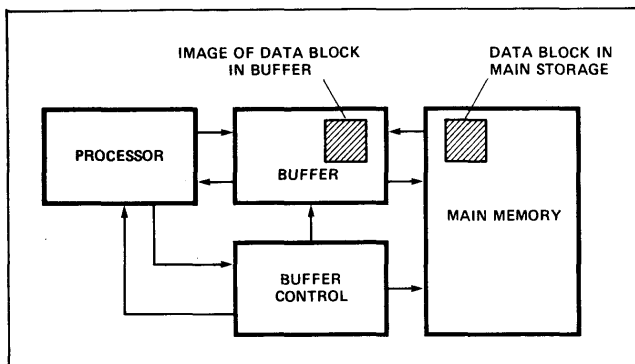 IMAGE OF DATA BLOCK
IN BUFFER
DATA BLOCK IN
MAIN STORAGE
PROCESSOR
BUFFER
MAIN MEMORY
BUFFER
CONTROL